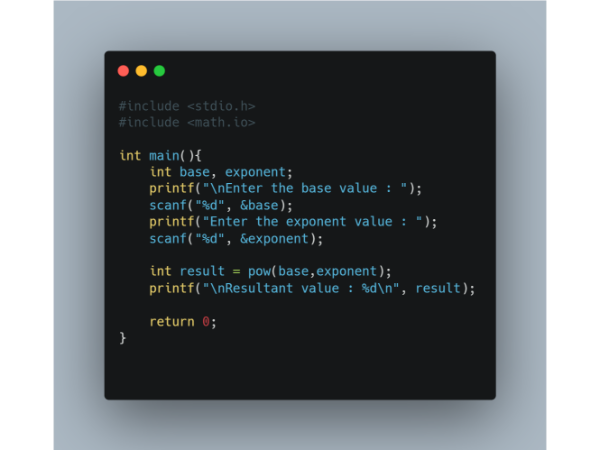 #include <stdio.h>
#include <math.io>

int main(){
    int base, exponent;
    printf("\nEnter the base value : ");
    scanf("%d", &base);
    printf("Enter the exponent value : ");
    scanf("%d", &exponent);

    int result = pow(base,exponent);
    printf("\nResultant value : %d\n", result);

    return 0;
}